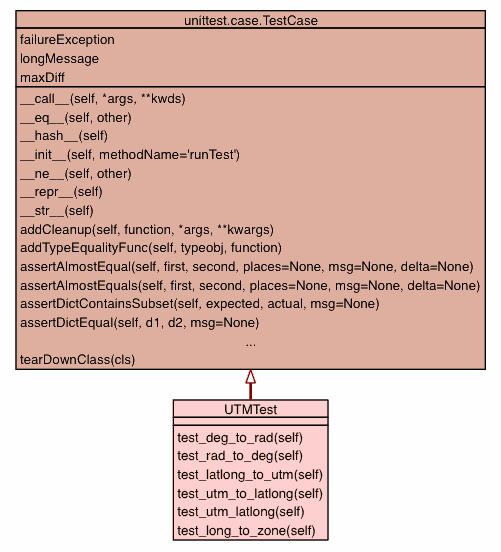 unittest.case.TestCase
failureException
longMessage
maxDiff
__call__(self, *args, **kwds)
__eq__(self, other)
__hash__(self)
__init__(self, methodName='runTest')
__ne__(self, other)
__repr__(self)
__str__(self)
addCleanup(self, function, *args, **kwargs)
addTypeEqualityFunc(self, typeobj, function)
assertAlmostEqual(self, first, second, places=None, msg=None, delta=None)
assertAlmostEquals(self, first, second, places=None, msg=None, delta=None)
assertDictContainsSubset(self, expected, actual, msg=None)
assertDictEqual(self, d1, d2, msg=None)
...
tearDownClass(cls)
UTMTest
test_deg_to_rad(self)
test_rad_to_deg(self)
test_latlong_to_utm(self)
test_utm_to_latlong(self)
test_utm_latlong(self)
test_long_to_zone(self)